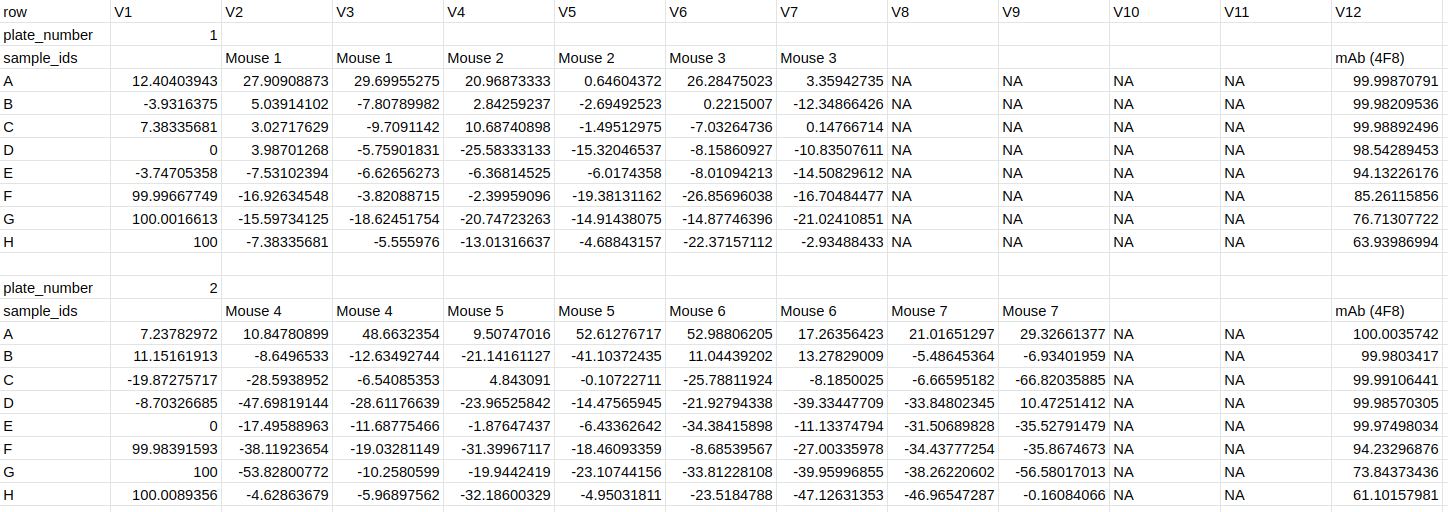 row V1 V2 V3 V4 V5 V6 V7 V8 V9 V10 V11 V12
plate_number 1
sample_ids Mouse 1 Mouse 1 Mouse 2 Mouse 2 Mouse 3 Mouse 3 mAb (4F8)
A 12.40403943 27.90908873 29.69955275 20.96873333 0.64604372 26.28475023 3.35942735 NA NA NA NA 99.99870791
B -3.9316375 5.03914102 -7.80789982 2.84259237 -2.69492523 0.2215007 -12.34866426 NA NA NA NA 99.98209536
C 7.38335681 3.02717629 -9.7091142 10.68740898 -1.49512975 -7.03264736 0.14766714 NA NA NA NA 99.98892496
D 0 3.98701268 -5.75901831 -25.58333133 -15.32046537 -8.15860927 -10.83507611 NA NA NA NA 98.54289453
E -3.74705358 -7.53102394 -6.62656273 -6.36814525 -6.0174358 -8.01094213 -14.50829612 NA NA NA NA 94.13226176
F 99.99667749 -16.92634548 -3.82088715 -2.39959096 -19.38131162 -26.85696038 -16.70484477 NA NA NA NA 85.26115856
G 100.0016613 -15.59734125 -18.62451754 -20.74723263 -14.91438075 -14.87746396 -21.02410851 NA NA NA NA 76.71307722
H 100 -7.38335681 -5.555976 -13.01316637 -4.68843157 -22.37157112 -2.93488433 NA NA NA NA 63.93986994
plate_number 2
sample_ids Mouse 4 Mouse 4 Mouse 5 Mouse 5 Mouse 6 Mouse 6 Mouse 7 Mouse 7 mAb (4F8)
A 7.23782972 10.84780899 48.6632354 9.50747016 52.61276717 52.98806205 17.26356423 21.01651297 29.32661377 NA NA 100.0035742
B 11.15161913 -8.6496533 -12.63492744 -21.14161127 -41.10372435 11.04439202 13.27829009 -5.48645364 -6.93401959 NA NA 99.9803417
C -19.87275717 -28.5938952 -6.54085353 4.843091 -0.10722711 -25.78811924 -8.1850025 -6.66595182 -66.82035885 NA NA 99.99106441
D -8.70326685 -47.69819144 -28.61176639 -23.96525842 -14.47565945 -21.92794338 -39.33447709 -33.84802345 10.47251412 NA NA 99.98570305
E 0 -17.49588963 -11.68775466 -1.87647437 -6.43362642 -34.38415898 -11.13374794 -31.50689828 -35.52791479 NA NA 99.97498034
F 99.98391593 -38.11923654 -19.03281149 -31.39967117 -18.46093359 -8.68539567 -27.00335978 -34.43777254 -35.8674673 NA NA 94.23296876
G 100 -53.82800772 -10.2580599 -19.9442419 -23.10744156 -33.81228108 -39.95996855 -38.26220602 -56.58017013 NA NA 73.84373436
H 100.0089356 -4.62863679 -5.96897562 -32.18600329 -4.95031811 -23.5184788 -47.12631353 -46.96547287 -0.16084066 NA NA 61.10157981